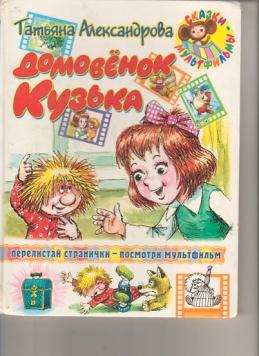 Татьяна Александрова
Сказки-мультфильмы
ДОМОВЁНОК
КУЗЬКА
перелистай странички – посмотри мультфильм